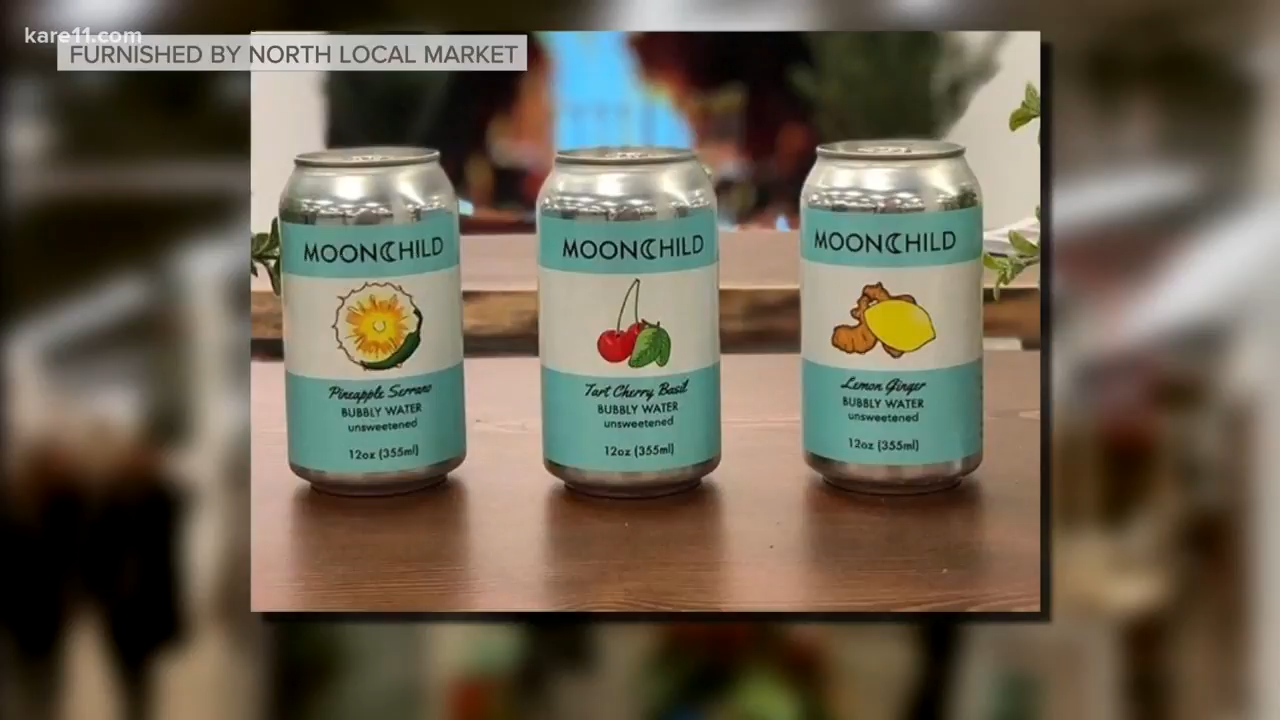 kare11.com
FURNISHED BY NORTH LOCAL MARKET
MOONCHILD
Pineapple Serrano
BUBBLY WATER
unsweetened
12oz (355ml)
MOONCHILD
Tart Cherry Basil
BUBBLY WATER
unsweetened
12oz (355ml)
MOONCHILD
Lemon Ginger
BUBBLY WATER
unsweetened
12oz (355ml)